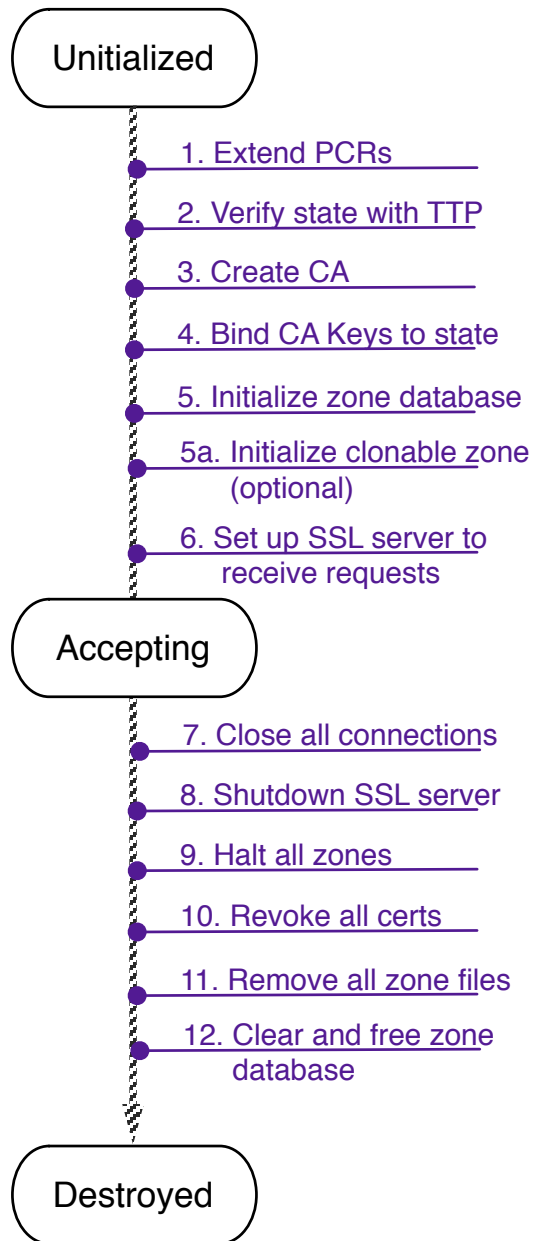 Unitialized
1. Extend PCRs
2. Verify state with TTP
3. Create CA
4. Bind CA Keys to state
5. Initialize zone database
5a. Initialize clonable zone
(optional)
6. Set up SSL server to
receive requests
Accepting
7. Close all connections
8. Shutdown SSL server
9. Halt all zones
10. Revoke all certs
11. Remove all zone files
12. Clear and free zone
database
Destroyed